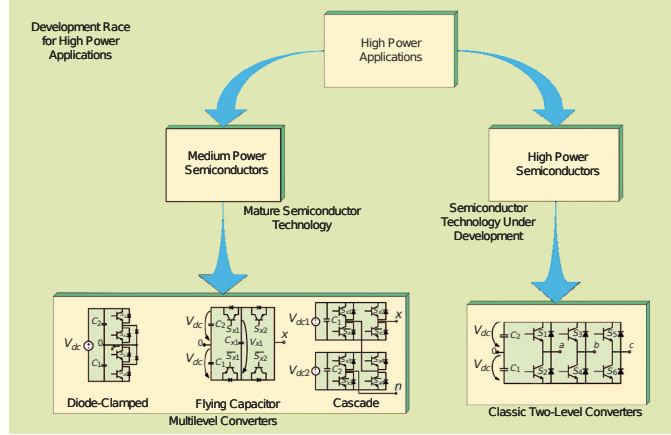 Development Race
for High Power
Applications
High Power
Applications
Medium Power
Semiconductors
High Power
Semiconductors
Mature Semiconductor
Technology
Semiconductor
Technology Under
Development
Vdc
C2
0
C1
Diode-Clamped
Vdc
C2
Sx1
Sx2
0
Cx1
Vx1
x
Vdc
C1
Sx1
Sx2
Flying Capacitor
Vdc1
C1
x
Vdc2
C2
n
Cascade
Multilevel Converters
Vdc
C2
S1
S3
S5
0
a
b
c
Vdc
C1
S2
S4
S6
Classic Two-Level Converters